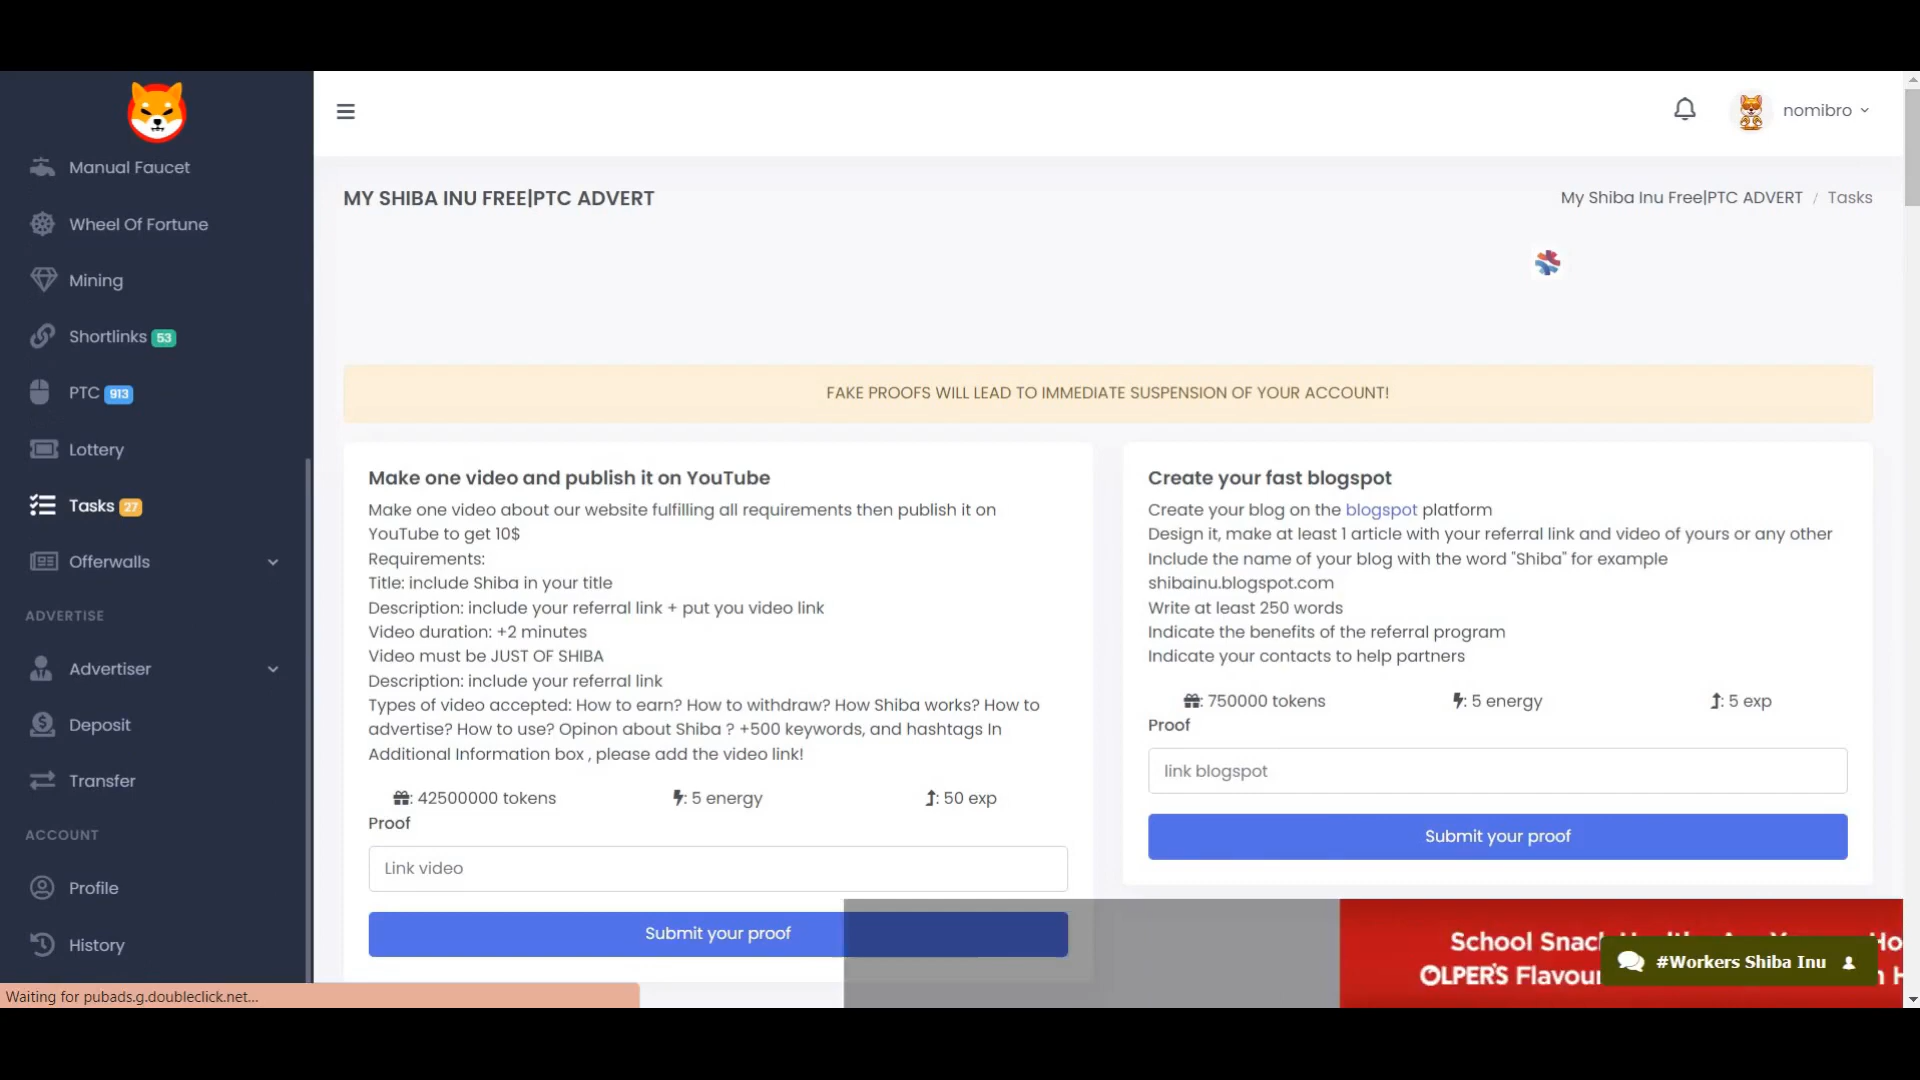 nomibro
Manual Faucet
Wheel Of Fortune
Mining
Shortlinks 53
PTC 913
Lottery
Tasks 27
Offerwalls
ADVERTISE
Advertiser
Deposit
Transfer
ACCOUNT
Profile
History
MY SHIBA INU FREE|PTC ADVERT
My Shiba Inu Free|PTC ADVERT / Tasks
FAKE PROOFS WILL LEAD TO IMMEDIATE SUSPENSION OF YOUR ACCOUNT!
Make one video and publish it on YouTube
Make one video about our website fulfilling all requirements then publish it on
YouTube to get 10$
Requirements:
Title: include Shiba in your title
Description: include your referral link + put you video link
Video duration: +2 minutes
Video must be JUST OF SHIBA
Description: include your referral link
Types of video accepted: How to earn? How to withdraw? How Shiba works? How to
advertise? How to use? Opinon about Shiba ? +500 keywords, and hashtags In
Additional Information box , please add the video link!
: 42500000 tokens : 5 energy : 50 exp
Proof
Link video
Submit your proof
Create your fast blogspot
Create your blog on the blogspot platform
Design it, make at least 1 article with your referral link and video of yours or any other
Include the name of your blog with the word "Shiba" for example
shibainu.blogspot.com
Write at least 250 words
Indicate the benefits of the referral program
Indicate your contacts to help partners
: 750000 tokens : 5 energy : 5 exp
Proof
link blogspot
Submit your proof
School Snac
OLPER'S Flavou
#Workers Shiba Inu
Waiting for pubads.g.doubleclick.net...